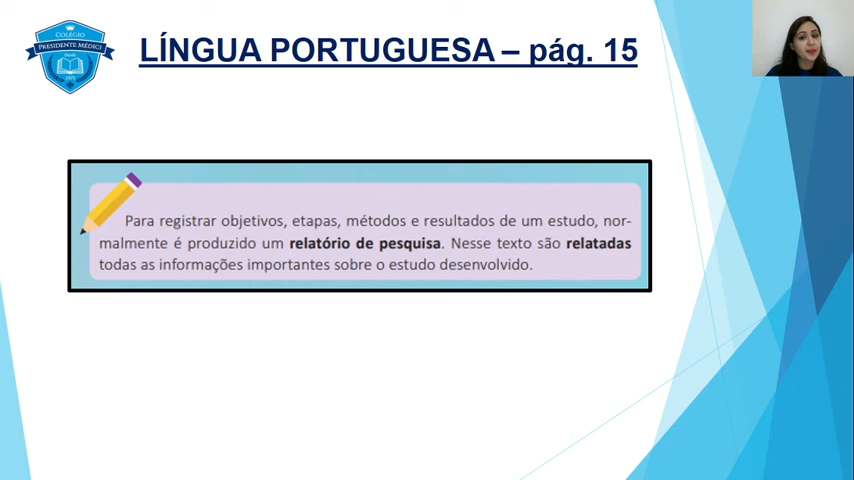 COLÉGIO
PRESIDENTE MÉDICI
LÍNGUA PORTUGUESA – pág. 15
Para registrar objetivos, etapas, métodos e resultados de um estudo, nor-
malmente é produzido um relatório de pesquisa. Nesse texto são relatadas
todas as informações importantes sobre o estudo desenvolvido.